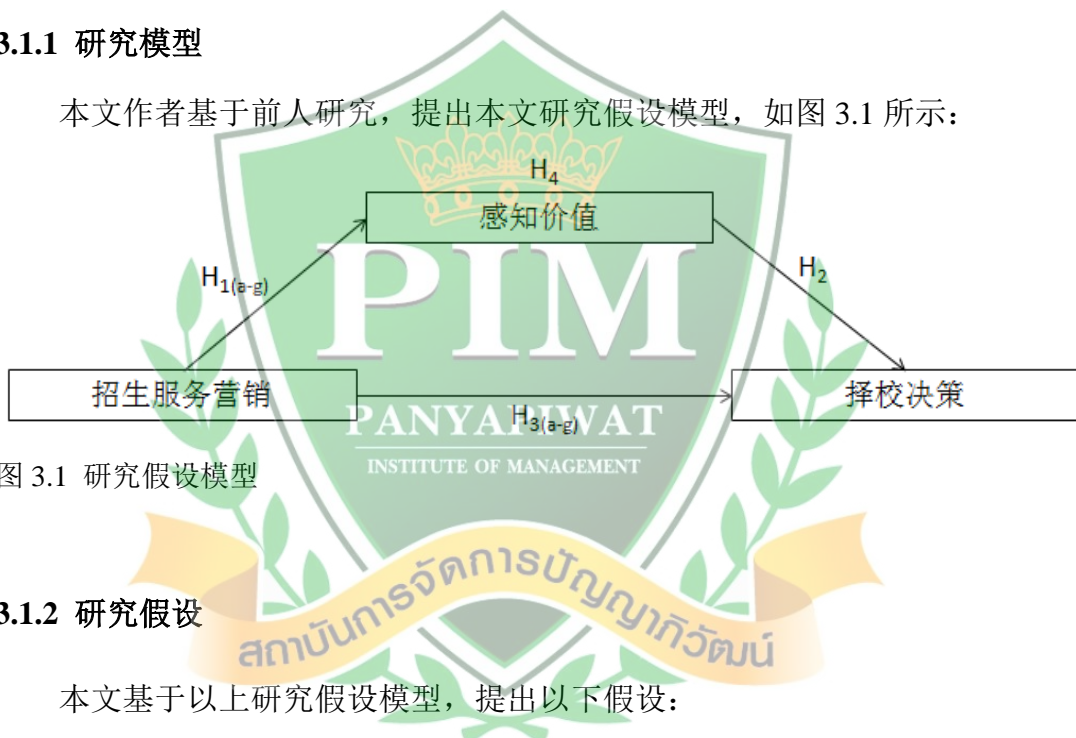 3.1.1 研究模型
本文作者基于前人研究，提出本文研究假设模型，如图 3.1 所示：
H4
感知价值
H1(a-g)
H2
PIM
招生服务营销
择校决策
H3(a-g)
PANYAPIWAT
INSTITUTE OF MANAGEMENT
图 3.1 研究假设模型
สถาบันการจัดการปัญญาภิวัฒน์
3.1.2 研究假设
本文基于以上研究假设模型，提出以下假设：